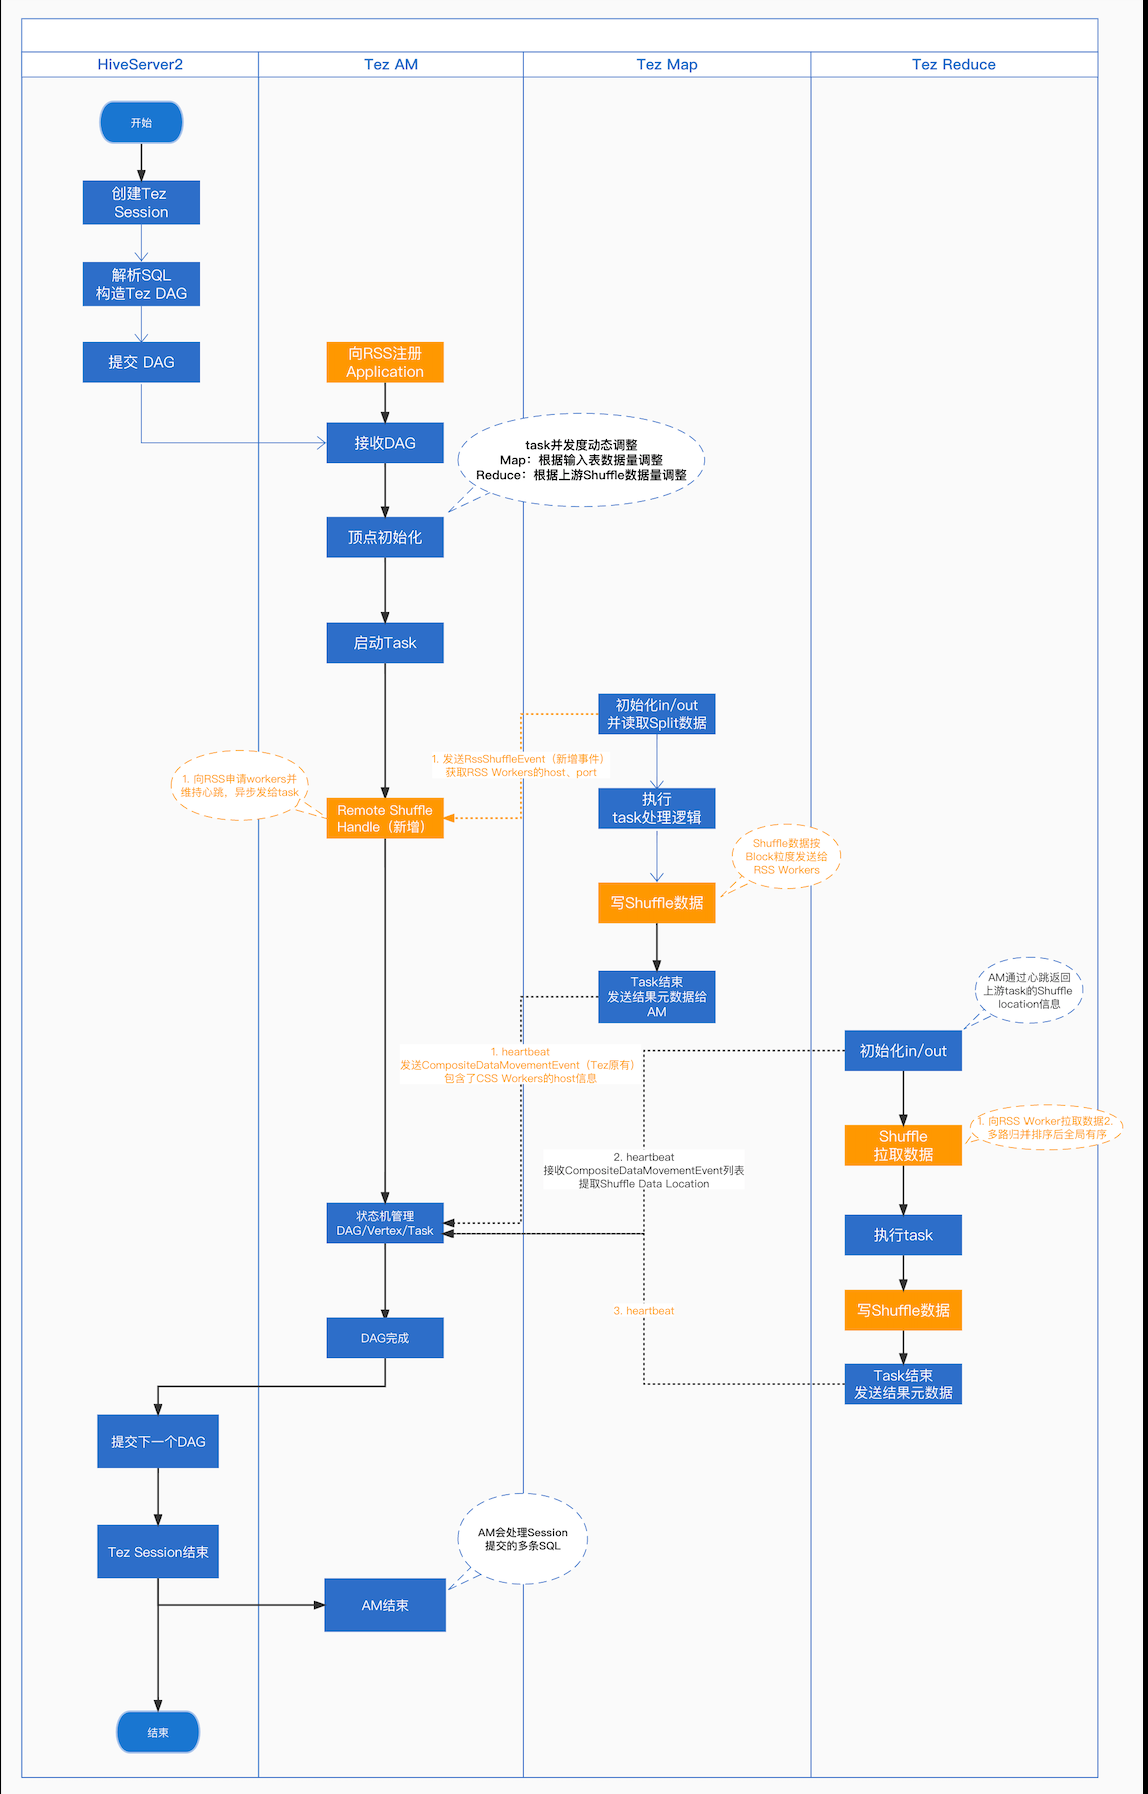 HiveServer2
Tez AM
Tez Map
Tez Reduce
开始
创建Tez
Session
解析SQL
构造Tez DAG
提交 DAG
向RSS注册
Application
接收DAG
task并发度动态调整
Map：根据输入表数据量调整
Reduce：根据上游Shuffle数据量调整
顶点初始化
启动Task
初始化in/out
并读取Split数据
1. 发送RssShuffleEvent（新增事件）
获取RSS Workers的host、port
1. 向RSS申请workers并
维持心跳，异步发给task
Remote Shuffle
Handle（新增）
执行
task处理逻辑
Shuffle数据按
Block粒度发送给
RSS Workers
写Shuffle数据
Task结束
发送结果元数据给
AM
AM通过心跳返回
上游task的Shuffle
location信息
初始化in/out
1. heartbeat
发送CompositeDataMovementEvent（Tez原有）
包含了CSS Workers的host信息
1. 向RSS Worker拉取数据2.
多路归并排序后全局有序
Shuffle
拉取数据
2. heartbeat
接收CompositeDataMovementEvent列表
提取Shuffle Data Location
状态机管理
DAG/Vertex/Task
执行task
3. heartbeat
写Shuffle数据
DAG完成
Task结束
发送结果元数据
提交下一个DAG
AM会处理Session
提交的多条SQL
Tez Session结束
AM结束
结束